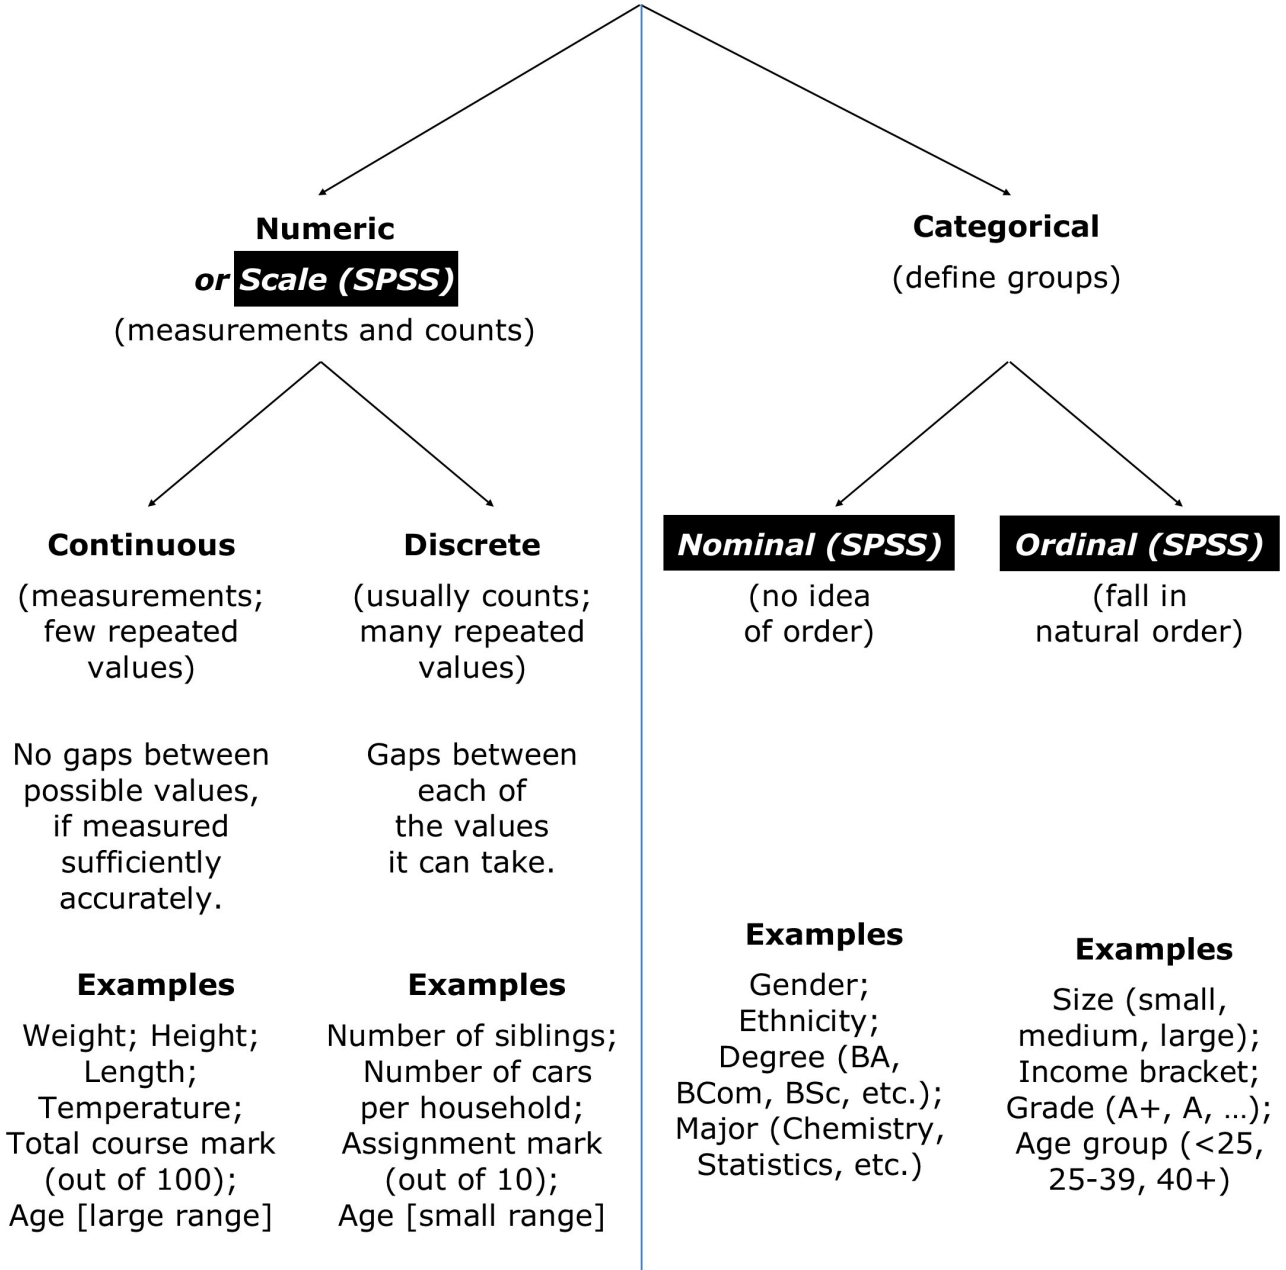 Numeric
or Scale (SPSS)
(measurements and counts)
Continuous
(measurements;
few repeated
values)
No gaps between
possible values,
if measured
sufficiently
accurately.
Examples
Weight; Height;
Length;
Temperature;
Total course mark
(out of 100);
Age [large range]
Discrete
(usually counts;
many repeated
values)
Gaps between
each of
the values
it can take.
Examples
Number of siblings;
Number of cars
per household;
Assignment mark
(out of 10);
Age [small range]
Categorical
(define groups)
Nominal (SPSS)
(no idea
of order)
Examples
Gender;
Ethnicity;
Degree (BA,
BCom, BSc, etc.);
Major (Chemistry,
Statistics, etc.)
Ordinal (SPSS)
(fall in
natural order)
Examples
Size (small,
medium, large);
Income bracket;
Grade (A+, A, …);
Age group (<25,
25-39, 40+)